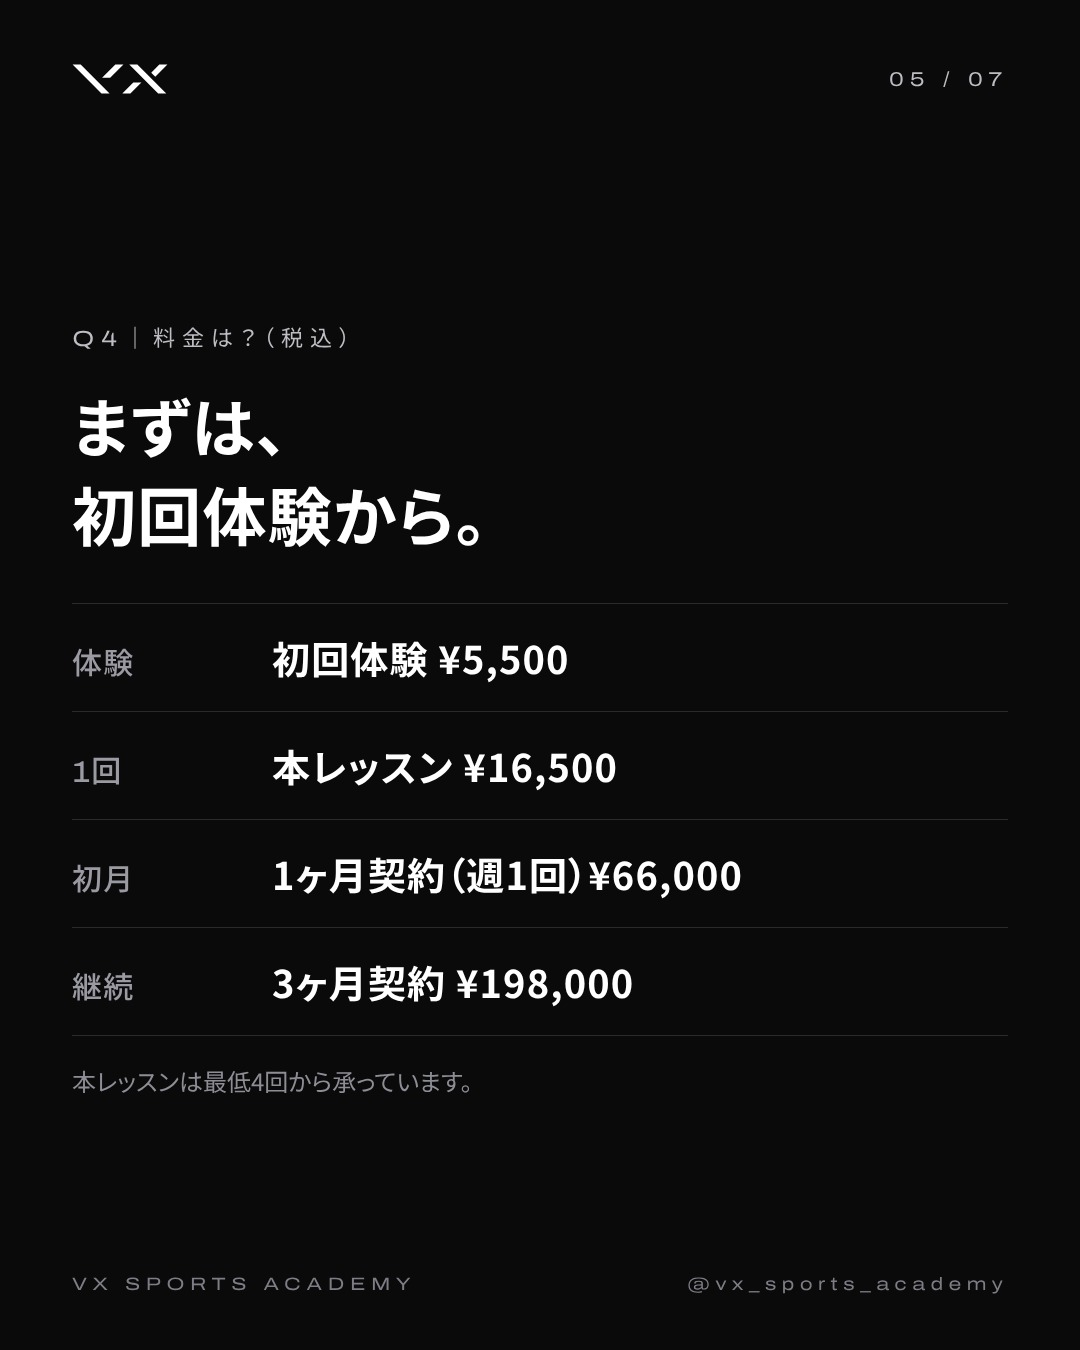 VX
05 / 07
Q4｜料金は?(税込)
まずは、
初回体験から。
体験 初回体験 ¥5,500
1回 本レッスン ¥16,500
初月 1ヶ月契約(週1回)¥66,000
継続 3ヶ月契約 ¥198,000
本レッスンは最低4回から承っています。
VX SPORTS ACADEMY @vx_sports_academy